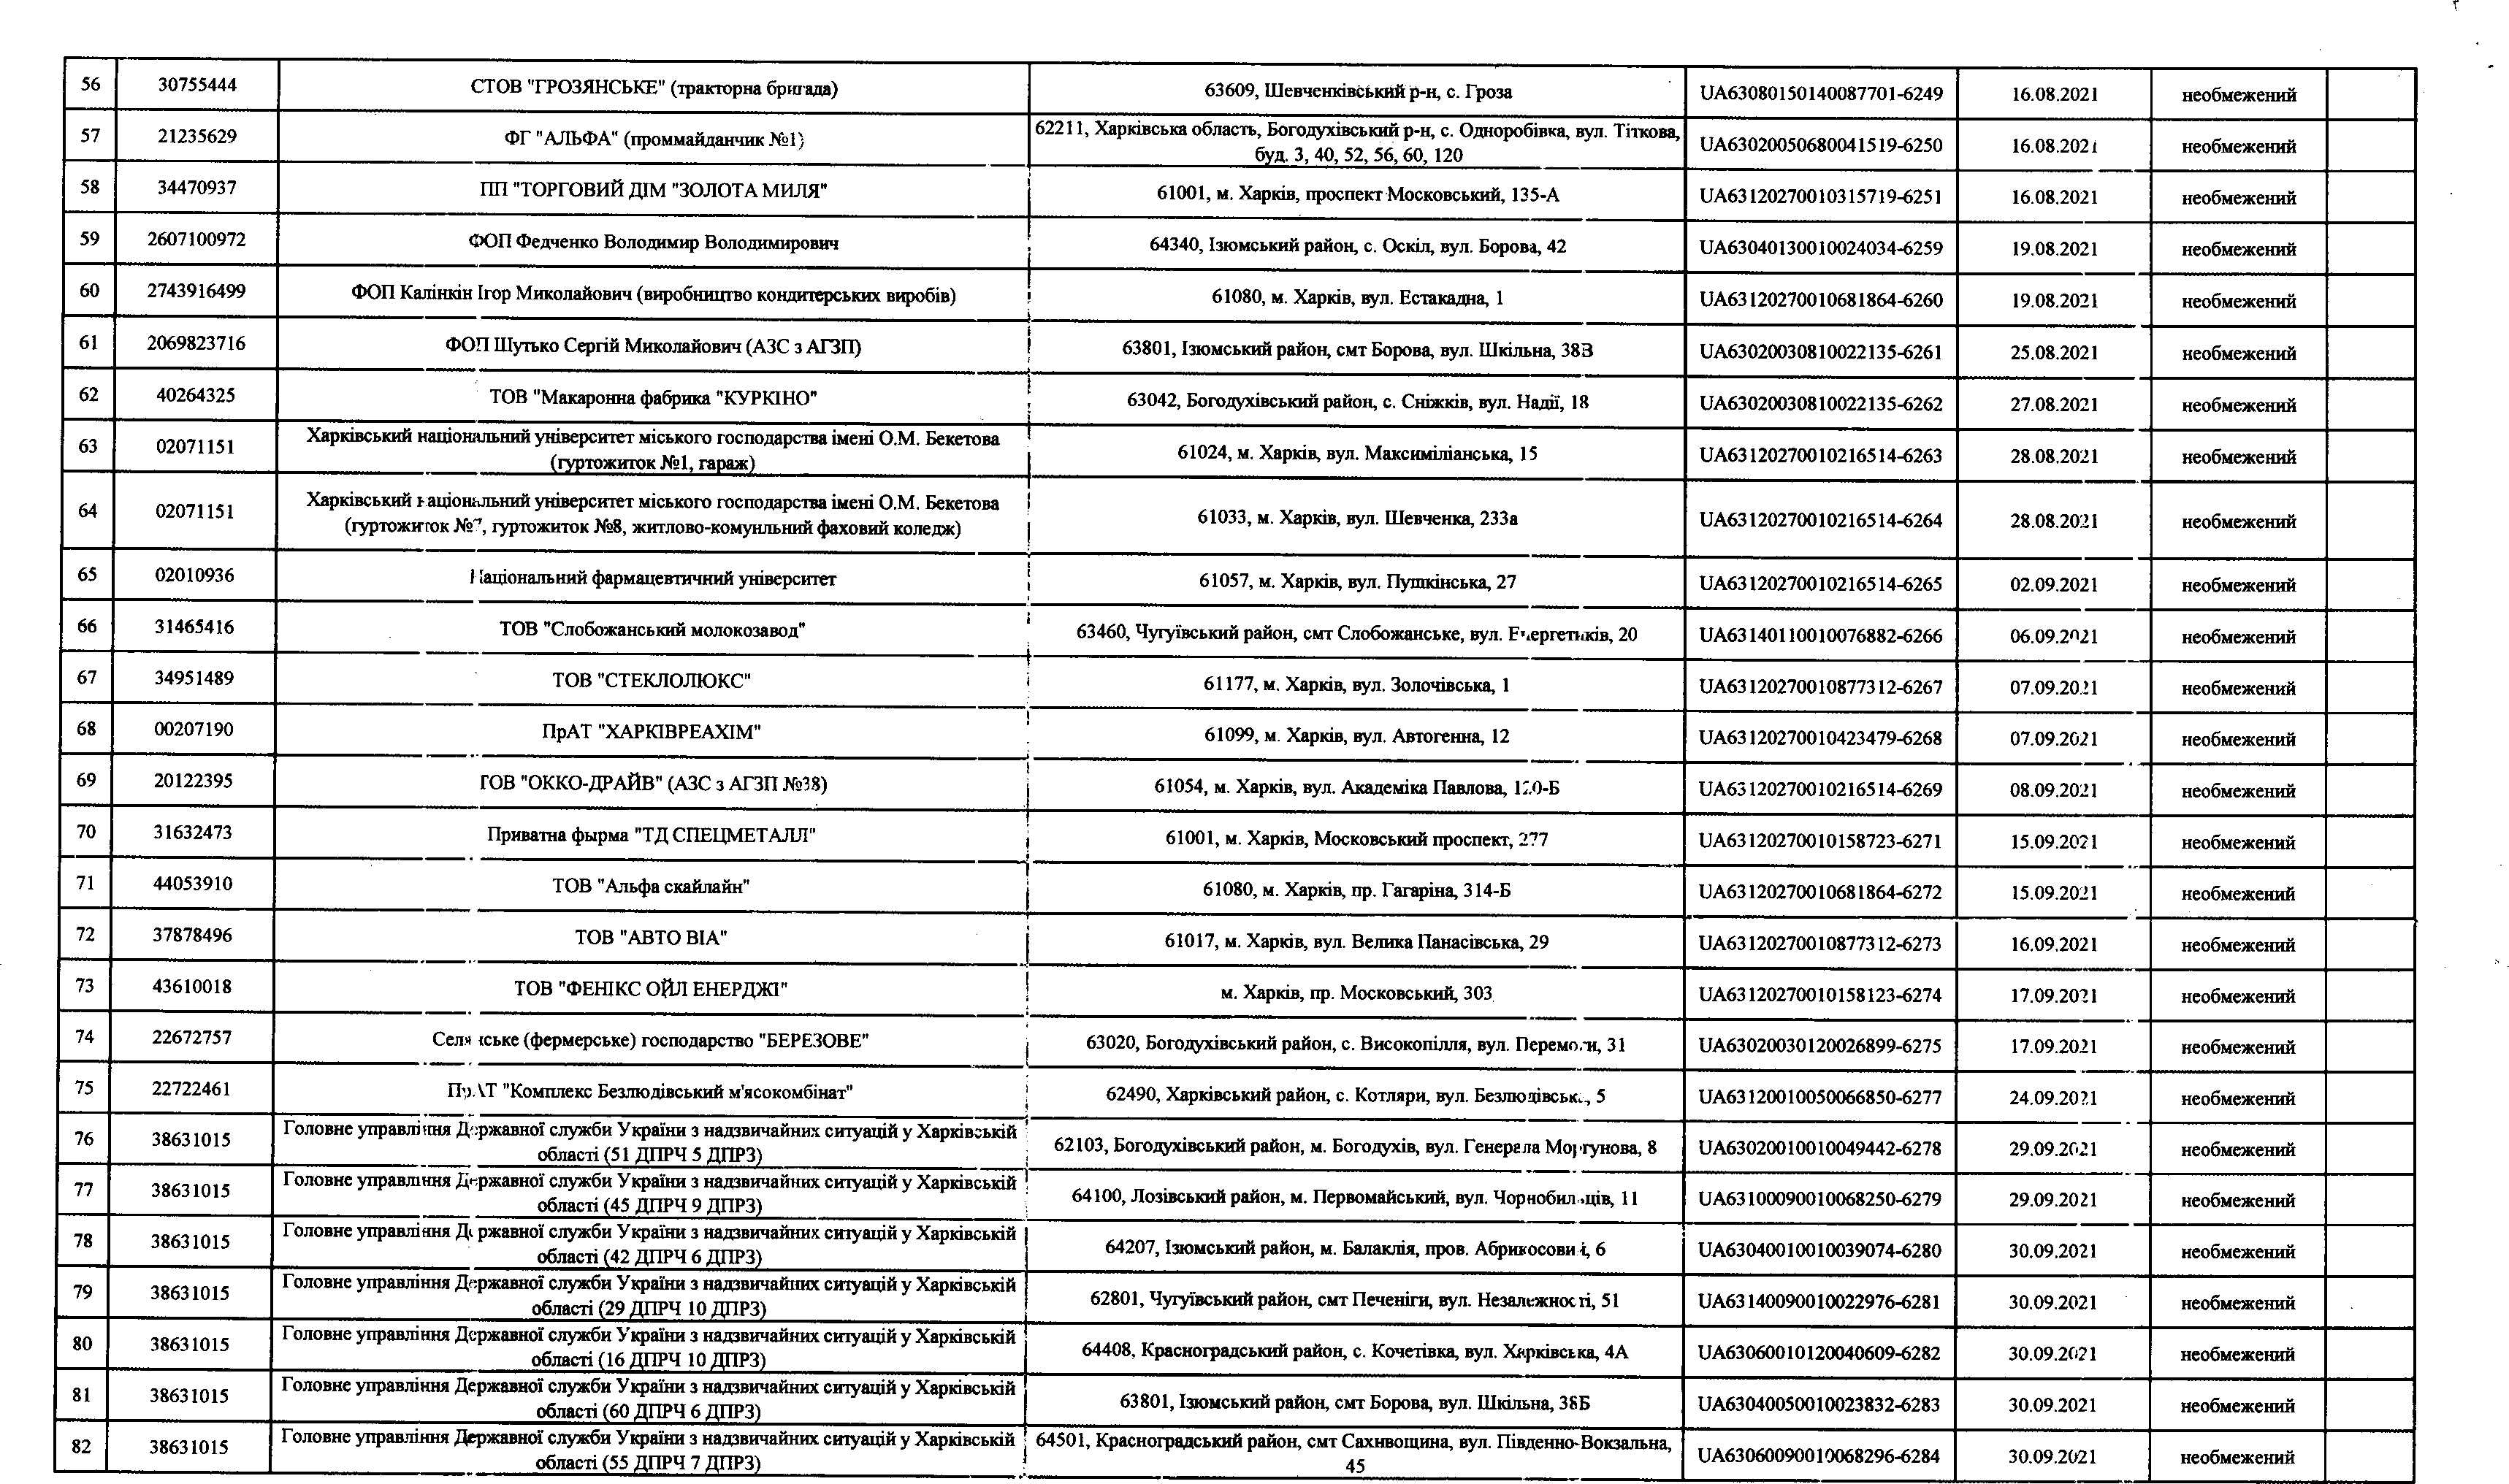 56 30755444 СТОВ "ГРОЗЯНСЬКЕ" (тракторна бригада) 63609, Шевченківський р-н, с. Гроза UA63080150140087701-6249 16.08.2021 необмежений
57 21235629 ФГ "АЛЬФА" (проммайданчик №1) 62211, Харківська область, Богодухівський р-н, с. Одноробівка, вул. Тіткова, буд. 3, 40, 52, 56, 60, 120 UA63020050680041519-6250 16.08.2021 необмежений
58 34470937 ПП "ТОРГОВИЙ ДІМ "ЗОЛОТА МИЛЯ" 61001, м. Харків, проспект Московський, 135-А UA63120270010315719-6251 16.08.2021 необмежений
59 2607100972 ФОП Федченко Володимир Володимирович 64340, Ізюмський район, с. Оскіл, вул. Борова, 42 UA63040130010024034-6259 19.08.2021 необмежений
60 2743916499 ФОП Калінкін Ігор Миколайович (виробництво кондитерських виробів) 61080, м. Харків, вул. Естакадна, 1 UA63120270010681864-6260 19.08.2021 необмежений
61 2069823716 ФОП Шутько Сергій Миколайович (АЗС з АГЗП) 63801, Ізюмський район, смт Борова, вул. Шкільна, 38В UA63020030810022135-6261 25.08.2021 необмежений
62 40264325 ТОВ "Макаронна фабрика "КУРКІНО" 63042, Богодухівський район, с. Сніжків, вул. Надії, 18 UA63020030810022135-6262 27.08.2021 необмежений
63 02071151 Харківський національний університет міського господарства імені О.М. Бекетова (гуртожиток №1, гараж) 61024, м. Харків, вул. Максиміліанська, 15 UA63120270010216514-6263 28.08.2021 необмежений
64 02071151 Харківський національний університет міського господарства імені О.М. Бекетова (гуртожиток №7, гуртожиток №8, житлово-комунльний фаховий коледж) 61033, м. Харків, вул. Шевченка, 233а UA63120270010216514-6264 28.08.2021 необмежений
65 02010936 Національний фармацевтичний університет 61057, м. Харків, вул. Пушкінська, 27 UA63120270010216514-6265 02.09.2021 необмежений
66 31465416 ТОВ "Слобожанський молокозавод" 63460, Чугуївський район, смт Слобожанське, вул. Енергетиків, 20 UA63140110010076882-6266 06.09.2021 необмежений
67 34951489 ТОВ "СТЕКЛОЛЮКС" 61177, м. Харків, вул. Золочівська, 1 UA63120270010877312-6267 07.09.2021 необмежений
68 00207190 ПрАТ "ХАРКІВРЕАХІМ" 61099, м. Харків, вул. Автогенна, 12 UA63120270010423479-6268 07.09.2021 необмежений
69 20122395 ТОВ "ОККО-ДРАЙВ" (АЗС з АГЗП №38) 61054, м. Харків, вул. Академіка Павлова, 120-Б UA63120270010216514-6269 08.09.2021 необмежений
70 31632473 Приватна фырма "ТД СПЕЦМЕТАЛЛ" 61001, м. Харків, Московський проспект, 277 UA63120270010158723-6271 15.09.2021 необмежений
71 44053910 ТОВ "Альфа скайлайн" 61080, м. Харків, пр. Гагаріна, 314-Б UA63120270010681864-6272 15.09.2021 необмежений
72 37878496 ТОВ "АВТО ВІА" 61017, м. Харків, вул. Велика Панасівська, 29 UA63120270010877312-6273 16.09.2021 необмежений
73 43610018 ТОВ "ФЕНІКС ОЙЛ ЕНЕРДЖІ" м. Харків, пр. Московський, 303 UA63120270010158123-6274 17.09.2021 необмежений
74 22672757 Селянське (фермерське) господарство "БЕРЕЗОВЕ" 63020, Богодухівський район, с. Високопілля, вул. Перемоги, 31 UA63020030120026899-6275 17.09.2021 необмежений
75 22722461 ПрАТ "Комплекс Безлюдівський м'ясокомбінат" 62490, Харківський район, с. Котляри, вул. Безлюдівська, 5 UA63120010050066850-6277 24.09.2021 необмежений
76 38631015 Головне управління Державної служби України з надзвичайних ситуацій у Харківській області (51 ДПРЧ 5 ДПРЗ) 62103, Богодухівський район, м. Богодухів, вул. Генерала Моргунова, 8 UA63020010010049442-6278 29.09.2021 необмежений
77 38631015 Головне управління Державної служби України з надзвичайних ситуацій у Харківській області (45 ДПРЧ 9 ДПРЗ) 64100, Лозівський район, м. Первомайський, вул. Чорнобильців, 11 UA63100090010068250-6279 29.09.2021 необмежений
78 38631015 Головне управління Державної служби України з надзвичайних ситуацій у Харківській області (42 ДПРЧ 6 ДПРЗ) 64207, Ізюмський район, м. Балаклія, пров. Абрикосовий, 6 UA63040010010039074-6280 30.09.2021 необмежений
79 38631015 Головне управління Державної служби України з надзвичайних ситуацій у Харківській області (29 ДПРЧ 10 ДПРЗ) 62801, Чугуївський район, смт Печеніги, вул. Незалежності, 51 UA63140090010022976-6281 30.09.2021 необмежений
80 38631015 Головне управління Державної служби України з надзвичайних ситуацій у Харківській області (16 ДПРЧ 10 ДПРЗ) 64408, Красноградський район, с. Кочетівка, вул. Харківська, 4А UA63060010120040609-6282 30.09.2021 необмежений
81 38631015 Головне управління Державної служби України з надзвичайних ситуацій у Харківській області (60 ДПРЧ 6 ДПРЗ) 63801, Ізюмський район, смт Борова, вул. Шкільна, 38Б UA63040050010023832-6283 30.09.2021 необмежений
82 38631015 Головне управління Державної служби України з надзвичайних ситуацій у Харківській області (55 ДПРЧ 7 ДПРЗ) 64501, Красноградський район, смт Сахнвощина, вул. Південно-Вокзальна, 45 UA63060090010068296-6284 30.09.2021 необмежений